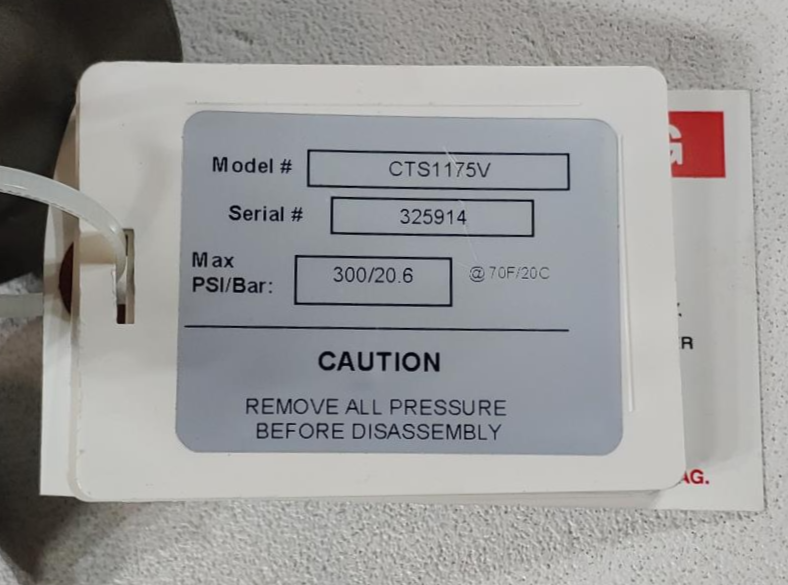 Model # CTS1175V
Serial # 325914
Max
PSI/Bar: 300/20.6 @ 70F/20C
CAUTION
REMOVE ALL PRESSURE
BEFORE DISASSEMBLY
G
R
AG.